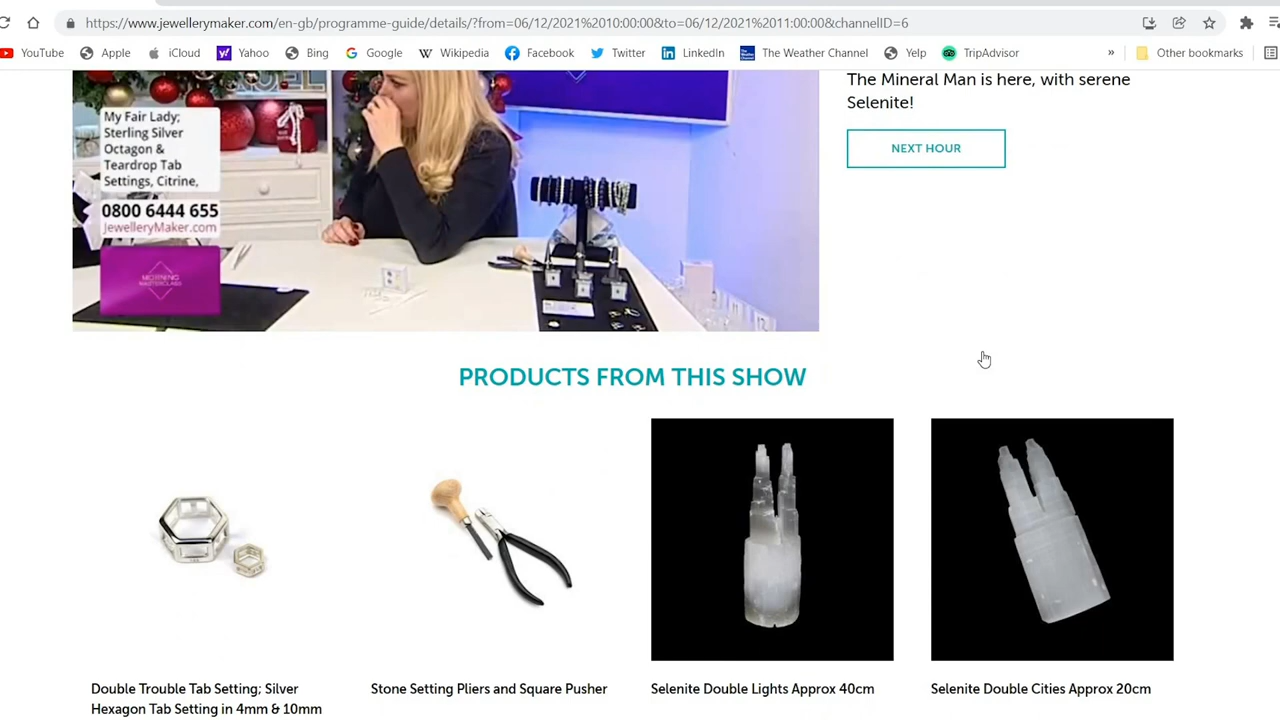 https://www.jewellerymaker.com/en-gb/programme-guide/details/?from=06/12/2021%2010:00:00&to=06/12/2021%2011:00:00&channelID=6
YouTube Apple iCloud Yahoo Bing Google Wikipedia Facebook Twitter LinkedIn The Weather Channel Yelp TripAdvisor » Other bookmarks
The Mineral Man is here, with serene
Selenite!
NEXT HOUR
My Fair Lady;
Sterling Silver
Octagon &
Teardrop Tab
Settings, Citrine,
0800 6444 655
JewelleryMaker.com
MORNING
MASTERCLASS
PRODUCTS FROM THIS SHOW
Double Trouble Tab Setting; Silver
Hexagon Tab Setting in 4mm & 10mm
Stone Setting Pliers and Square Pusher
Selenite Double Lights Approx 40cm
Selenite Double Cities Approx 20cm